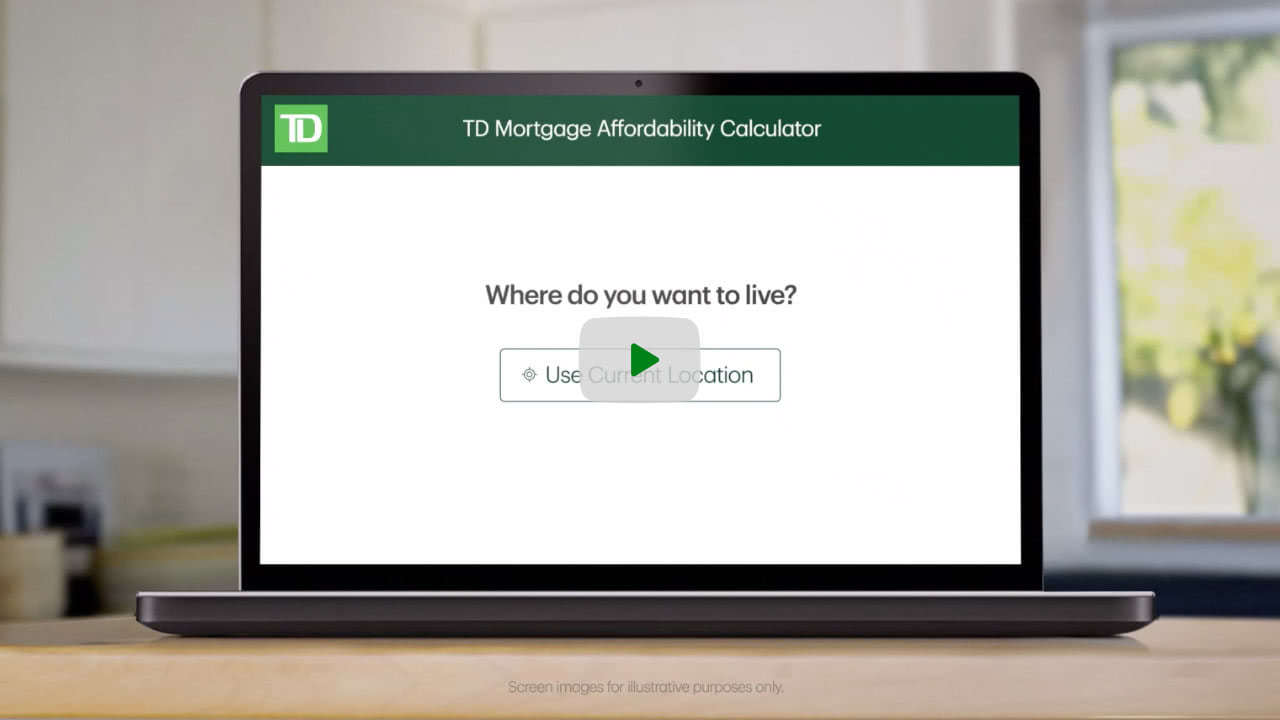 TD
TD Mortgage Affordability Calculator
Where do you want to live?
Use Current Location
Screen images for illustrative purposes only.